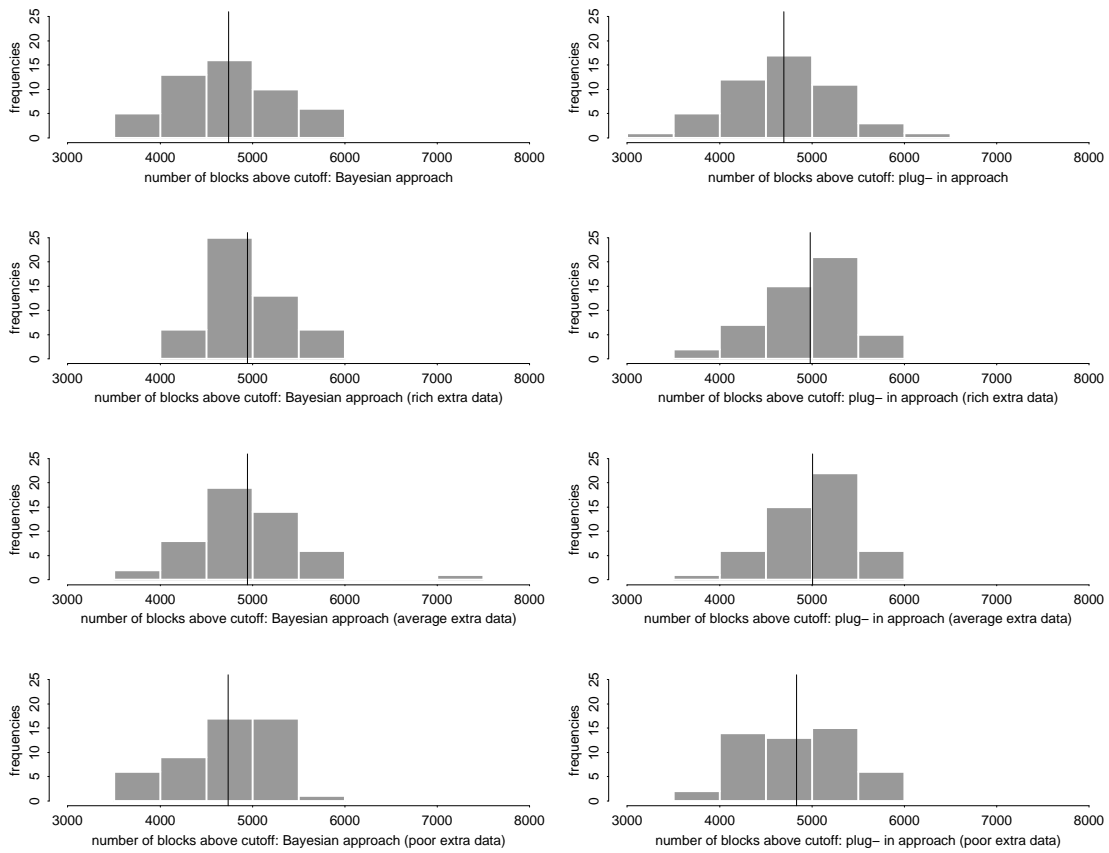 frequencies
0 5 10 15 20 25
3000 4000 5000 6000 7000 8000
number of blocks above cutoff: Bayesian approach
frequencies
0 5 10 15 20 25
3000 4000 5000 6000 7000 8000
number of blocks above cutoff: plug− in approach
frequencies
0 5 10 15 20 25
3000 4000 5000 6000 7000 8000
number of blocks above cutoff: Bayesian approach (rich extra data)
frequencies
0 5 10 15 20 25
3000 4000 5000 6000 7000 8000
number of blocks above cutoff: plug− in approach (rich extra data)
frequencies
0 5 10 15 20 25
3000 4000 5000 6000 7000 8000
number of blocks above cutoff: Bayesian approach (average extra data)
frequencies
0 5 10 15 20 25
3000 4000 5000 6000 7000 8000
number of blocks above cutoff: plug− in approach (average extra data)
frequencies
0 5 10 15 20 25
3000 4000 5000 6000 7000 8000
number of blocks above cutoff: Bayesian approach (poor extra data)
frequencies
0 5 10 15 20 25
3000 4000 5000 6000 7000 8000
number of blocks above cutoff: plug− in approach (poor extra data)